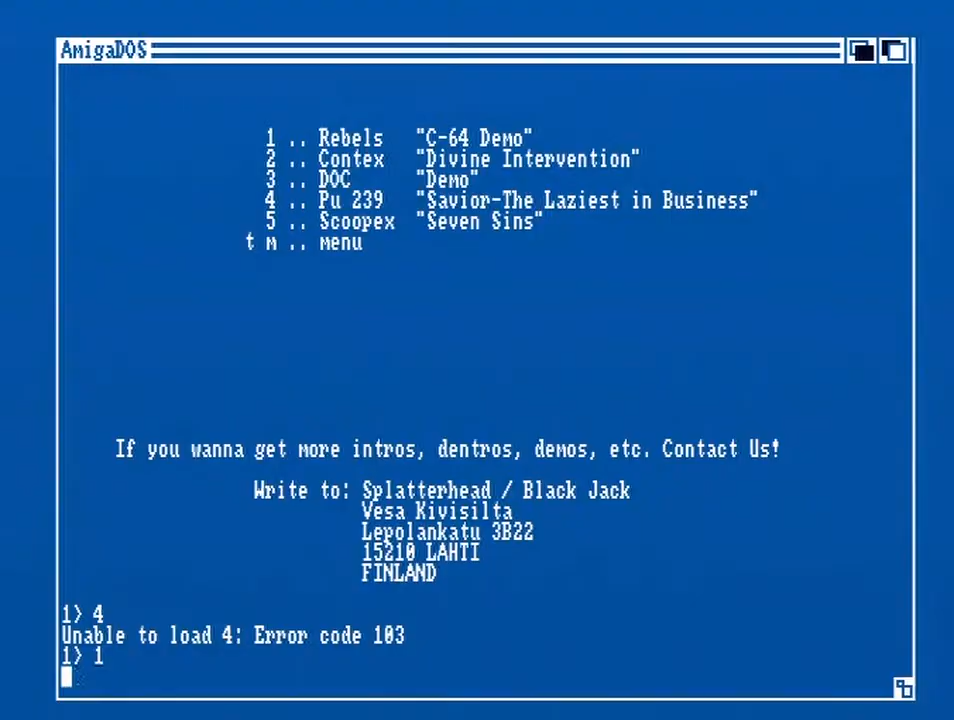 AmigaDOS
1 .. Rebels "C-64 Demo"
2 .. Contex "Divine Intervention"
3 .. DOC "Demo"
4 .. Pu 239 "Savior-The Laziest in Business"
5 .. Scoopex "Seven Sins"
t m .. menu
If you wanna get more intros, dentros, demos, etc. Contact Us!
Write to: Splatterhead / Black Jack
Vesa Kivisilta
Lepolankatu 3B22
15210 LAHTI
FINLAND
1> 4
Unable to load 4: Error code 103
1> 1